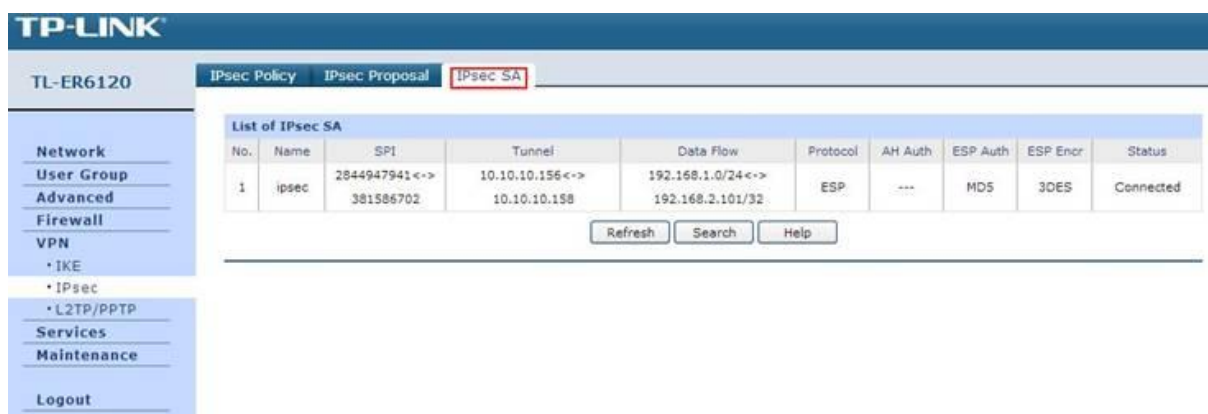 TP-LINK
TL-ER6120
IPsec Policy IPsec Proposal IPsec SA
List of IPsec SA
No. Name SPI Tunnel Data Flow Protocol AH Auth ESP Auth ESP Encr Status
1 ipsec 2844947941<-> 10.10.10.156<-> 192.168.1.0/24<-> ESP --- MD5 3DES Connected
381586702 10.10.10.158 192.168.2.101/32
Refresh Search Help
Network
User Group
Advanced
Firewall
VPN
• IKE
• IPsec
• L2TP/PPTP
Services
Maintenance
Logout